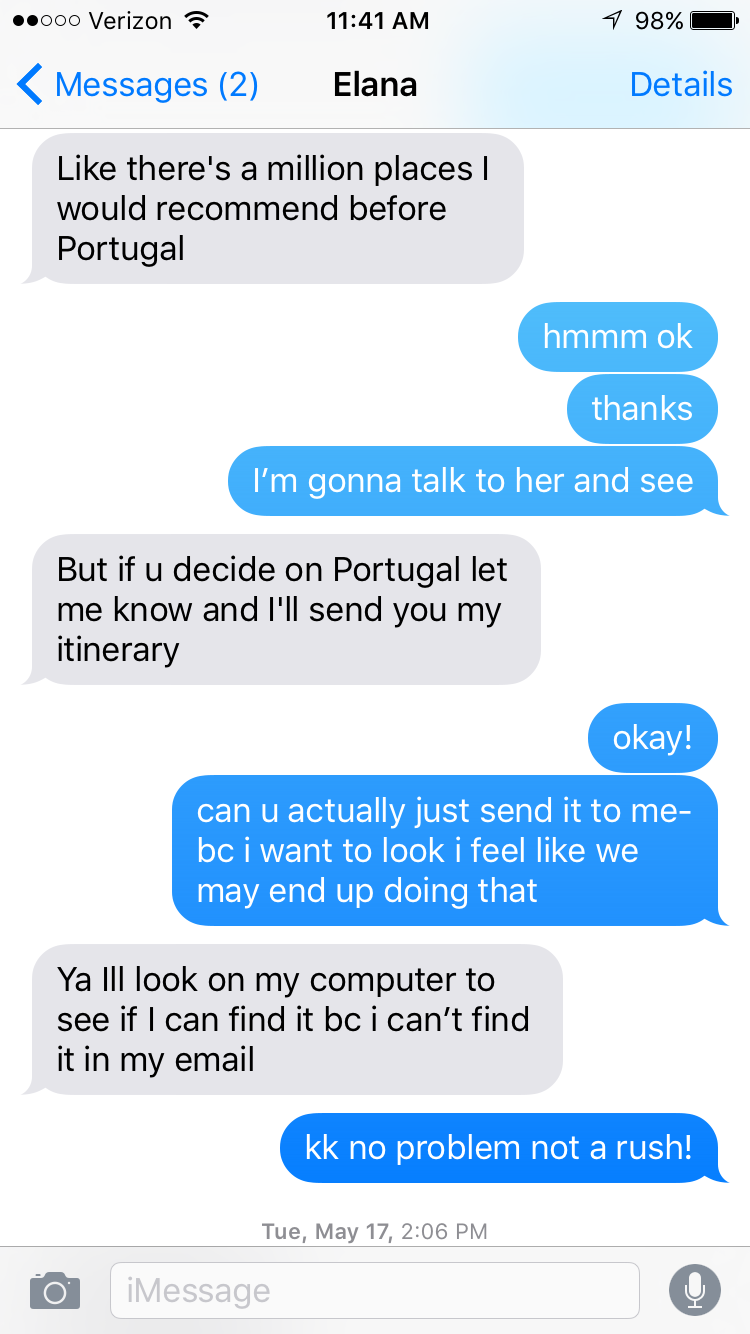 Verizon 11:41 AM 98%
Messages (2) Elana Details
Like there's a million places I
would recommend before
Portugal
hmmm ok
thanks
I'm gonna talk to her and see
But if u decide on Portugal let
me know and I'll send you my
itinerary
okay!
can u actually just send it to me-
bc i want to look i feel like we
may end up doing that
Ya Ill look on my computer to
see if I can find it bc i can't find
it in my email
kk no problem not a rush!
Tue, May 17, 2:06 PM
iMessage